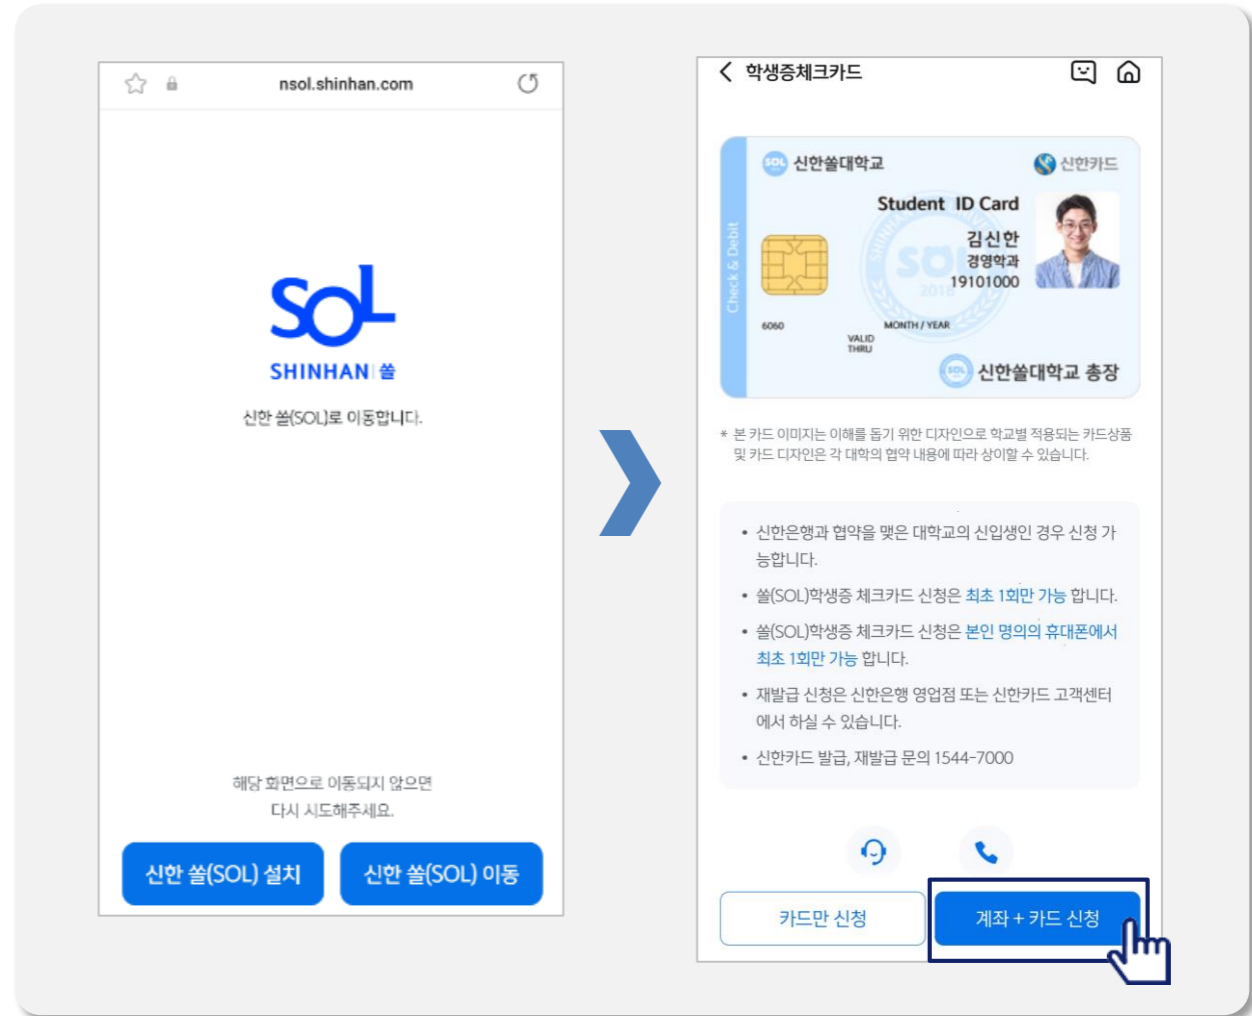 nsol.shinhan.com
SOL
SHINHAN 쏠
신한 쏠(SOL)로 이동합니다.
해당 화면으로 이동되지 않으면
다시 시도해주세요.
신한 쏠(SOL) 설치
신한 쏠(SOL) 이동
학생증체크카드
SOL 신한쏠대학교
신한카드
Check & Debit
Student ID Card
김신한
경영학과
19101000
SOL
2018
6060
MONTH / YEAR
VALID
THRU
SOL 신한쏠대학교 총장
* 본 카드 이미지는 이해를 돕기 위한 디자인으로 학교별 적용되는 카드상품
및 카드 디자인은 각 대학의 협약 내용에 따라 상이할 수 있습니다.
• 신한은행과 협약을 맺은 대학교의 신입생인 경우 신청 가
능합니다.
• 쏠(SOL)학생증 체크카드 신청은 최초 1회만 가능 합니다.
• 쏠(SOL)학생증 체크카드 신청은 본인 명의의 휴대폰에서
최초 1회만 가능 합니다.
• 재발급 신청은 신한은행 영업점 또는 신한카드 고객센터
에서 하실 수 있습니다.
• 신한카드 발급, 재발급 문의 1544-7000
카드만 신청
계좌 + 카드 신청